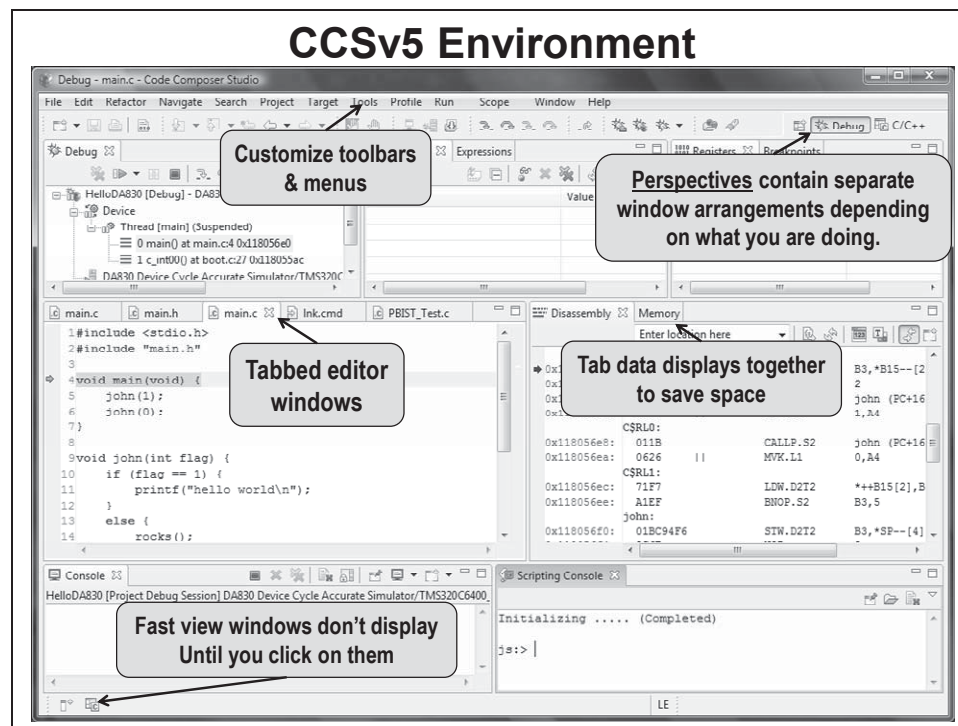 CCSv5 Environment
Debug - main.c - Code Composer Studio
File Edit Refactor Navigate Search Project Target Tools Profile Run Scope Window Help
Debug C/C++
Customize toolbars
& menus
Perspectives contain separate
window arrangements depending
on what you are doing.
Debug Expressions Registers Breakpoints
Value
HelloDA830 [Debug] - DA830
Device
Thread [main] (Suspended)
0 main() at main.c:4 0x118056e0
1 c_int00() at boot.c:27 0x118055ac
DA830 Device Cycle Accurate Simulator/TMS320C
main.c main.h main.c lnk.cmd PBIST_Test.c
1 #include <stdio.h>
2 #include "main.h"
3
4 void main(void) {
5 john(1);
6 john(0);
7 }
8
9 void john(int flag) {
10 if (flag == 1) {
11 printf("hello world\n");
12 }
13 else {
14 rocks();
Tabbed editor
windows
Disassembly Memory
Enter location here
Tab data displays together
to save space
B3,*B15--[2
2
john (PC+16
1,A4
C$RL0:
0x118056e8: 011B CALLP.S2 john (PC+16
0x118056ea: 0626 || MVK.L1 0,A4
C$RL1:
0x118056ec: 71F7 LDW.D2T2 *++B15[2],B
0x118056ee: A1EF BNOP.S2 B3,5
john:
0x118056f0: 01BC94F6 STW.D2T2 B3,*SP--[4]
Console
HelloDA830 [Project Debug Session] DA830 Device Cycle Accurate Simulator/TMS320C6400_
Fast view windows don't display
Until you click on them
Scripting Console
Initializing ..... (Completed)
js:>
LE